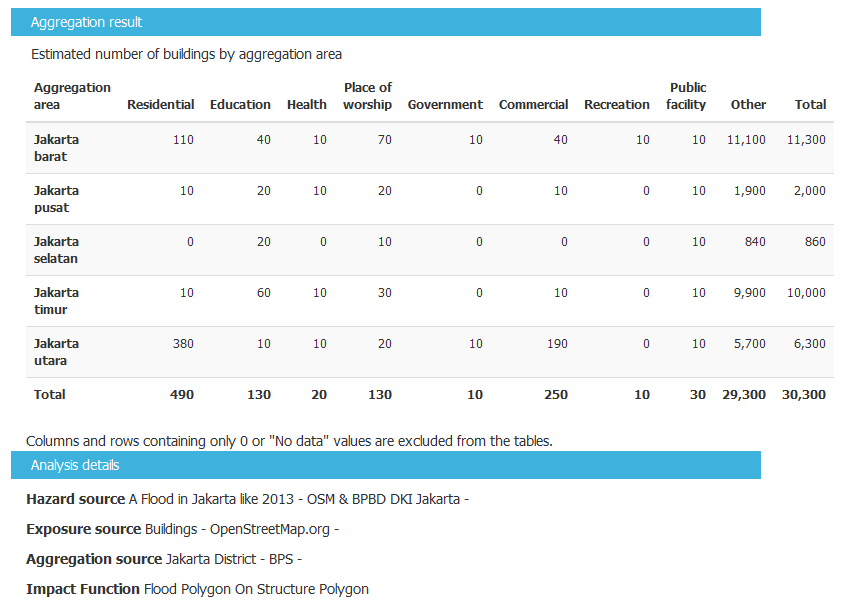 Aggregation result
Estimated number of buildings by aggregation area
Aggregation area Residential Education Health Place of worship Government Commercial Recreation Public facility Other Total
Jakarta barat 110 40 10 70 10 40 10 10 11,100 11,300
Jakarta pusat 10 20 10 20 0 10 0 10 1,900 2,000
Jakarta selatan 0 20 0 10 0 0 0 10 840 860
Jakarta timur 10 60 10 30 0 10 0 10 9,900 10,000
Jakarta utara 380 10 10 20 10 190 0 10 5,700 6,300
Total 490 130 20 130 10 250 10 30 29,300 30,300
Columns and rows containing only 0 or "No data" values are excluded from the tables.
Analysis details
Hazard source A Flood in Jakarta like 2013 - OSM & BPBD DKI Jakarta -
Exposure source Buildings - OpenStreetMap.org -
Aggregation source Jakarta District - BPS -
Impact Function Flood Polygon On Structure Polygon